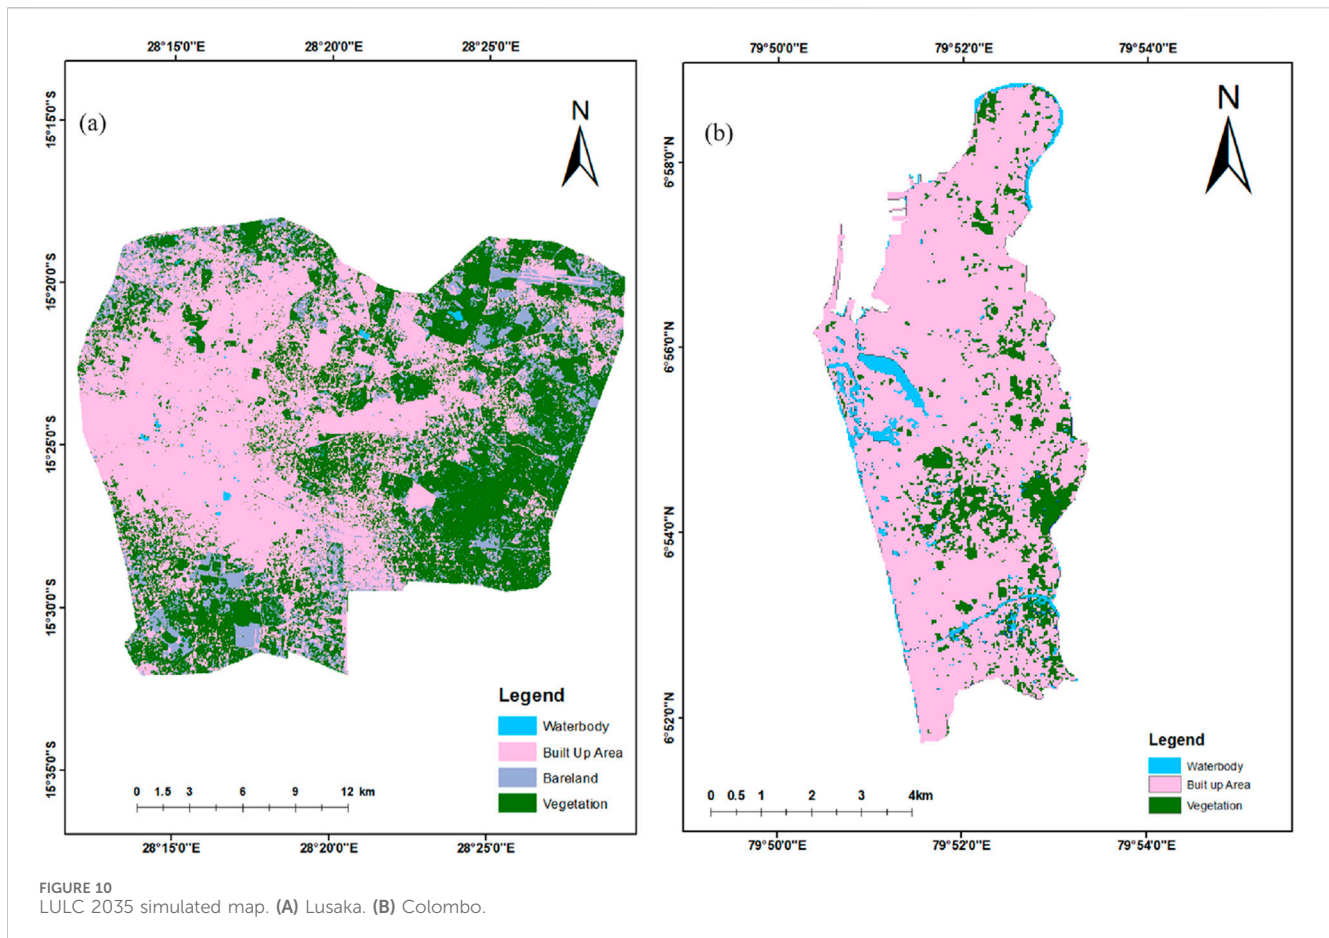 28°15'0"E 28°20'0"E 28°25'0"E
(a)
N
15°15'0"S
15°20'0"S
15°25'0"S
15°30'0"S
15°35'0"S
Legend
Waterbody
Built Up Area
Bareland
Vegetation
0 1.5 3 6 9 12 km
28°15'0"E 28°20'0"E 28°25'0"E
79°50'0"E 79°52'0"E 79°54'0"E
(b)
N
6°58'0"N
6°56'0"N
6°54'0"N
6°52'0"N
Legend
Waterbody
Buit up Area
Vegetation
0 0.5 1 2 3 4km
79°50'0"E 79°52'0"E 79°54'0"E
FIGURE 10
LULC 2035 simulated map. (A) Lusaka. (B) Colombo.